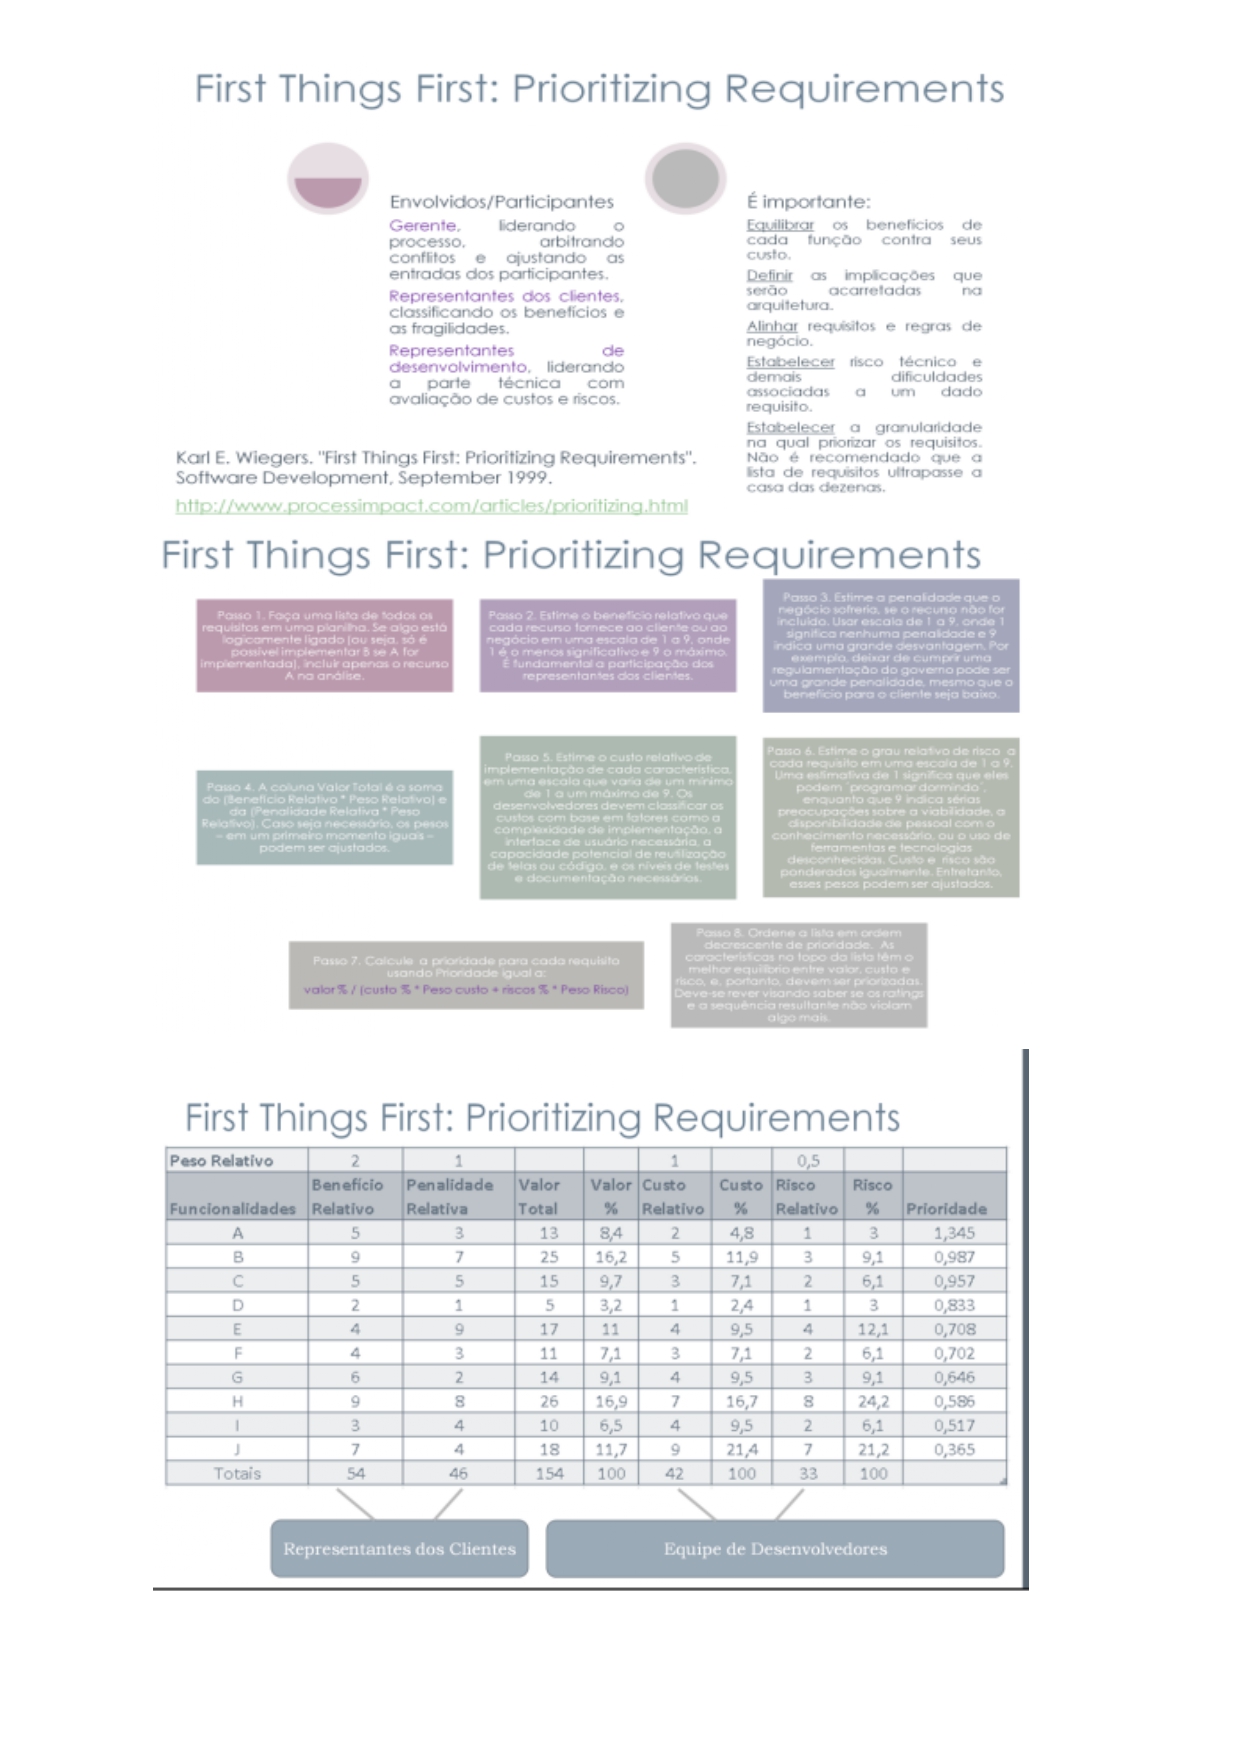 First Things First: Prioritizing Requirements
Envolvidos/Participantes
Gerente, liderando o
processo, arbitrando
conflitos e ajustando as
entradas dos participantes.
Representantes dos clientes,
classificando os benefícios e
as fragilidades.
Representantes de
desenvolvimento, liderando
a parte técnica com
avaliação de custos e riscos.
É importante:
Equilibrar os benefícios de
cada função contra seus
custo.
Definir as implicações que
serão acarretadas na
arquitetura.
Alinhar requisitos e regras de
negócio.
Estabelecer risco técnico e
demais dificuldades
associadas a um dado
requisito.
Estabelecer a granularidade
na qual priorizar os requisitos.
Não é recomendado que a
lista de requisitos ultrapasse a
casa das dezenas.
Karl E. Wiegers. "First Things First: Prioritizing Requirements".
Software Development, September 1999.
http://www.processimpact.com/articles/prioritizing.html
First Things First: Prioritizing Requirements
Passo 1. Faça uma lista de todos os
requisitos em uma planilha. Se algo está
logicamente ligado (ou seja, só é
possível implementar B se A for
implementada), incluir apenas o recurso
A na análise.
Passo 2. Estime o benefício relativo que
cada recurso fornece ao cliente ou ao
negócio em uma escala de 1 a 9, onde
1 é o menos significativo e 9 o máximo.
É fundamental a participação dos
representantes dos clientes.
Passo 3. Estime a penalidade que o
negócio sofreria, se o recurso não for
incluído. Usar escala de 1 a 9, onde 1
significa nenhuma penalidade e 9
indica uma grande desvantagem. Por
exemplo, deixar de cumprir uma
regulamentação do governo pode ser
uma grande penalidade, mesmo que o
benefício para o cliente seja baixo.
Passo 4. A coluna Valor Total é a soma
do (Benefício Relativo * Peso Relativo) e
da (Penalidade Relativa * Peso
Relativo). Caso seja necessário, os pesos
– em um primeiro momento iguais –
podem ser ajustados.
Passo 5. Estime o custo relativo de
implementação de cada característica,
em uma escala que varia de um mínimo
de 1 a um máximo de 9. Os
desenvolvedores devem classificar os
custos com base em fatores como a
complexidade de implementação, a
interface de usuário necessária, a
capacidade potencial de reutilização
de telas ou código, e os níveis de testes
e documentação necessários.
Passo 6. Estime o grau relativo de risco a
cada requisito em uma escala de 1 a 9.
Uma estimativa de 1 significa que eles
podem ´programar dormindo´,
enquanto que 9 indica sérias
preocupações sobre a viabilidade, a
disponibilidade de pessoal com o
conhecimento necessário, ou o uso de
ferramentas e tecnologias
desconhecidas. Custo e risco são
ponderados igualmente. Entretanto,
esses pesos podem ser ajustados.
Passo 7. Calcule a prioridade para cada requisito
usando Prioridade igual a:
valor % / (custo % * Peso custo + riscos % * Peso Risco)
Passo 8. Ordene a lista em ordem
decrescente de prioridade. As
características no topo da lista têm o
melhor equilíbrio entre valor, custo e
risco, e, portanto, devem ser priorizadas.
Deve-se rever visando saber se os ratings
e a sequência resultante não violam
algo mais.
First Things First: Prioritizing Requirements
Peso Relativo 2 1 1 0,5
Funcionalidades Benefício Relativo Penalidade Relativa Valor Total Valor % Custo Relativo Custo % Risco Relativo Risco % Prioridade
A 5 3 13 8,4 2 4,8 1 3 1,345
B 9 7 25 16,2 5 11,9 3 9,1 0,987
C 5 5 15 9,7 3 7,1 2 6,1 0,957
D 2 1 5 3,2 1 2,4 1 3 0,833
E 4 9 17 11 4 9,5 4 12,1 0,708
F 4 3 11 7,1 3 7,1 2 6,1 0,702
G 6 2 14 9,1 4 9,5 3 9,1 0,646
H 9 8 26 16,9 7 16,7 8 24,2 0,586
I 3 4 10 6,5 4 9,5 2 6,1 0,517
J 7 4 18 11,7 9 21,4 7 21,2 0,365
Totais 54 46 154 100 42 100 33 100
Representantes dos Clientes
Equipe de Desenvolvedores